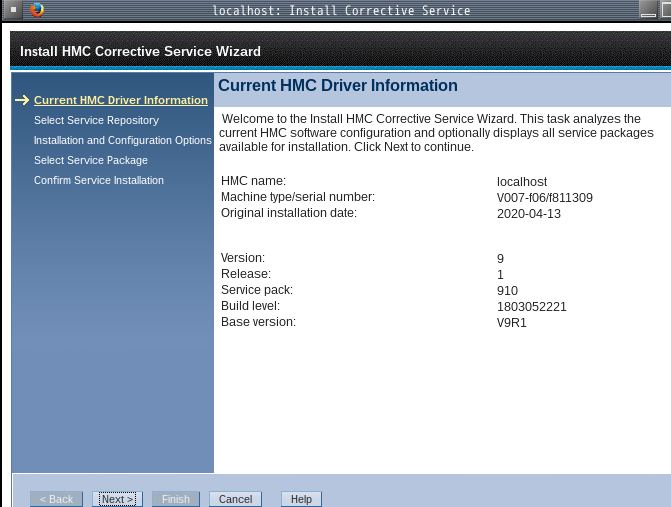 localhost: Install Corrective Service
Install HMC Corrective Service Wizard
Current HMC Driver Information
Select Service Repository
Installation and Configuration Options
Select Service Package
Confirm Service Installation
Current HMC Driver Information
Welcome to the Install HMC Corrective Service Wizard. This task analyzes the
current HMC software configuration and optionally displays all service packages
available for installation. Click Next to continue.
HMC name: localhost
Machine type/serial number: V007-f06/f811309
Original installation date: 2020-04-13
Version: 9
Release: 1
Service pack: 910
Build level: 1803052221
Base version: V9R1
< Back Next > Finish Cancel Help